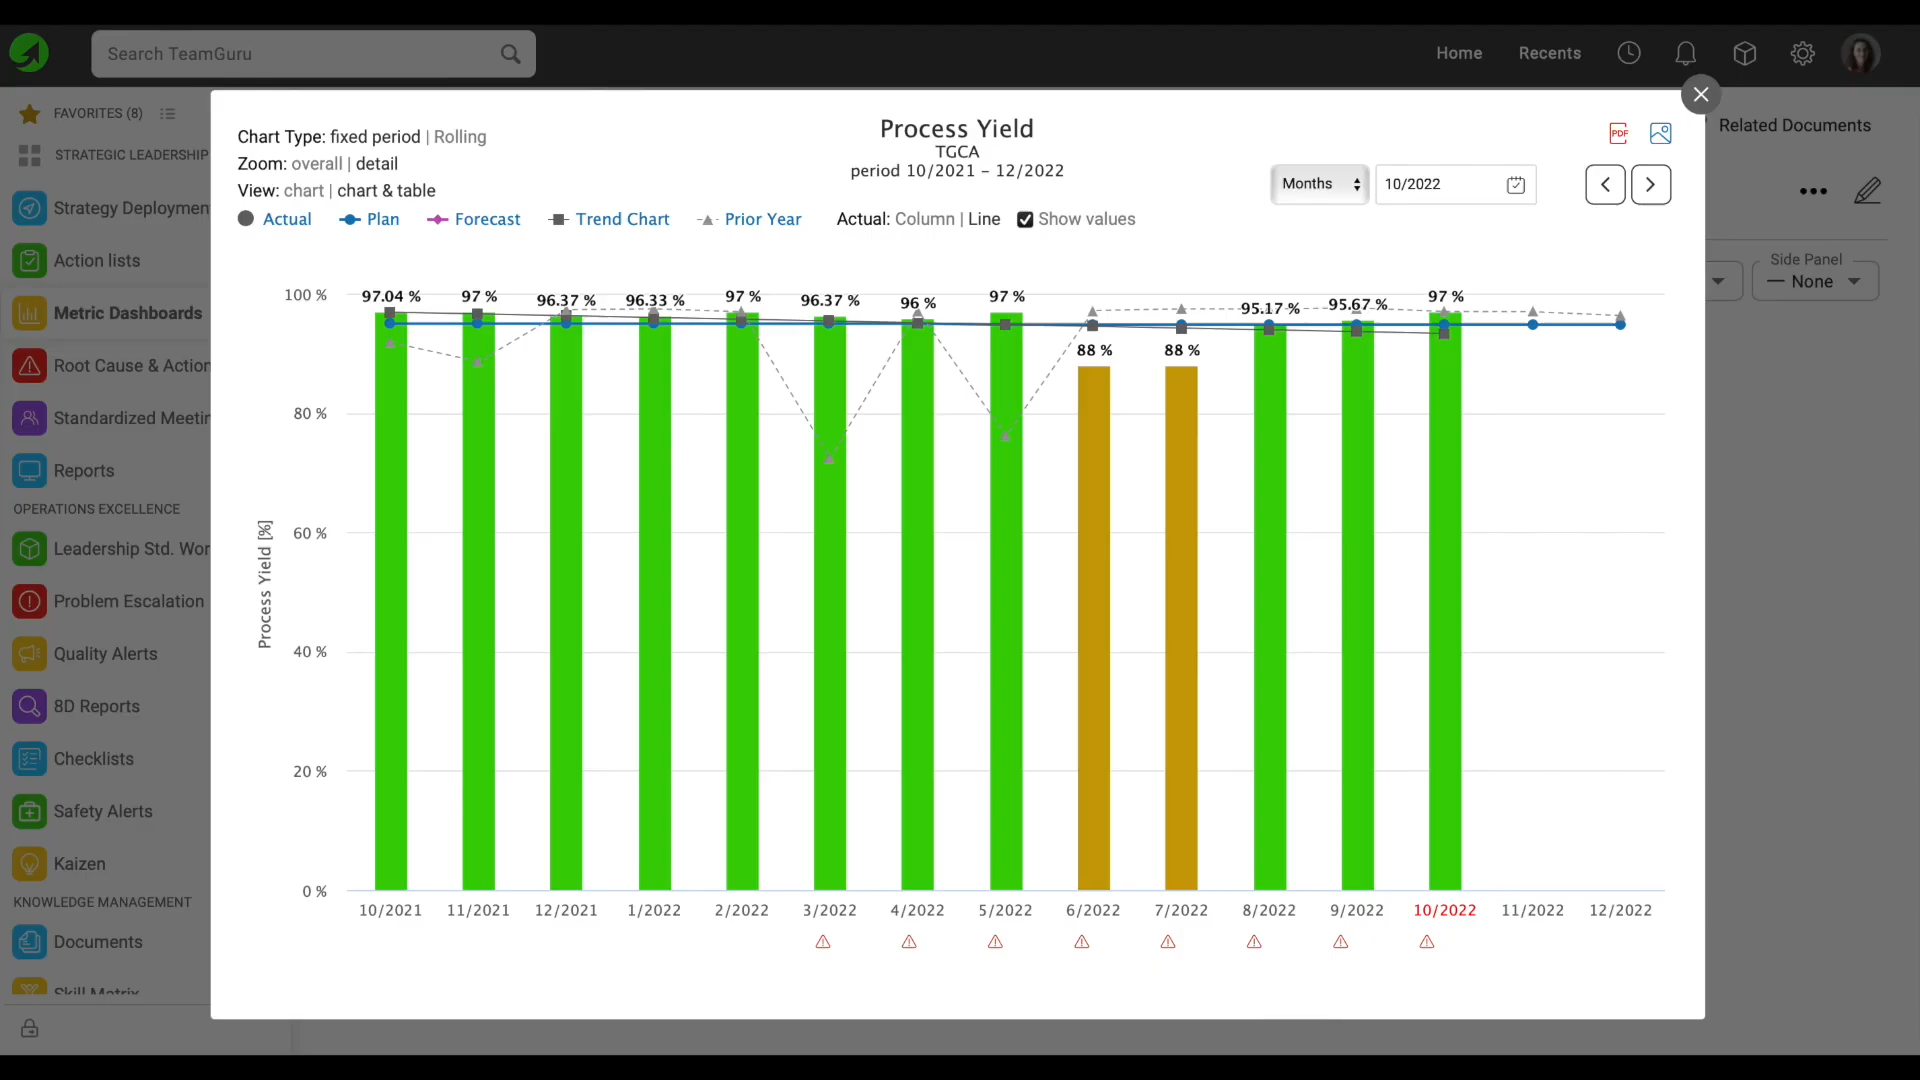 Search TeamGuru
Home
Recents
FAVORITES (8)
STRATEGIC LEADERSHIP
Strategy Deploymen
Action lists
Metric Dashboards
Root Cause & Action
Standardized Meetin
Reports
OPERATIONS EXCELLENCE
Leadership Std. Wor
Problem Escalation
Quality Alerts
8D Reports
Checklists
Safety Alerts
Kaizen
KNOWLEDGE MANAGEMENT
Documents
Skill Matrix
Related Documents
Side Panel
— None
Chart Type: fixed period | Rolling
Zoom: overall | detail
View: chart | chart & table
Process Yield
TGCA
period 10/2021 – 12/2022
PDF
Months
10/2022
Actual Plan Forecast Trend Chart Prior Year Actual: Column | Line Show values
Process Yield [%]
100 %
80 %
60 %
40 %
20 %
0 %
97.04 % 97 % 96.37 % 96.33 % 97 % 96.37 % 96 % 97 % 88 % 88 % 95.17 % 95.67 % 97 %
10/2021 11/2021 12/2021 1/2022 2/2022 3/2022 4/2022 5/2022 6/2022 7/2022 8/2022 9/2022 10/2022 11/2022 12/2022